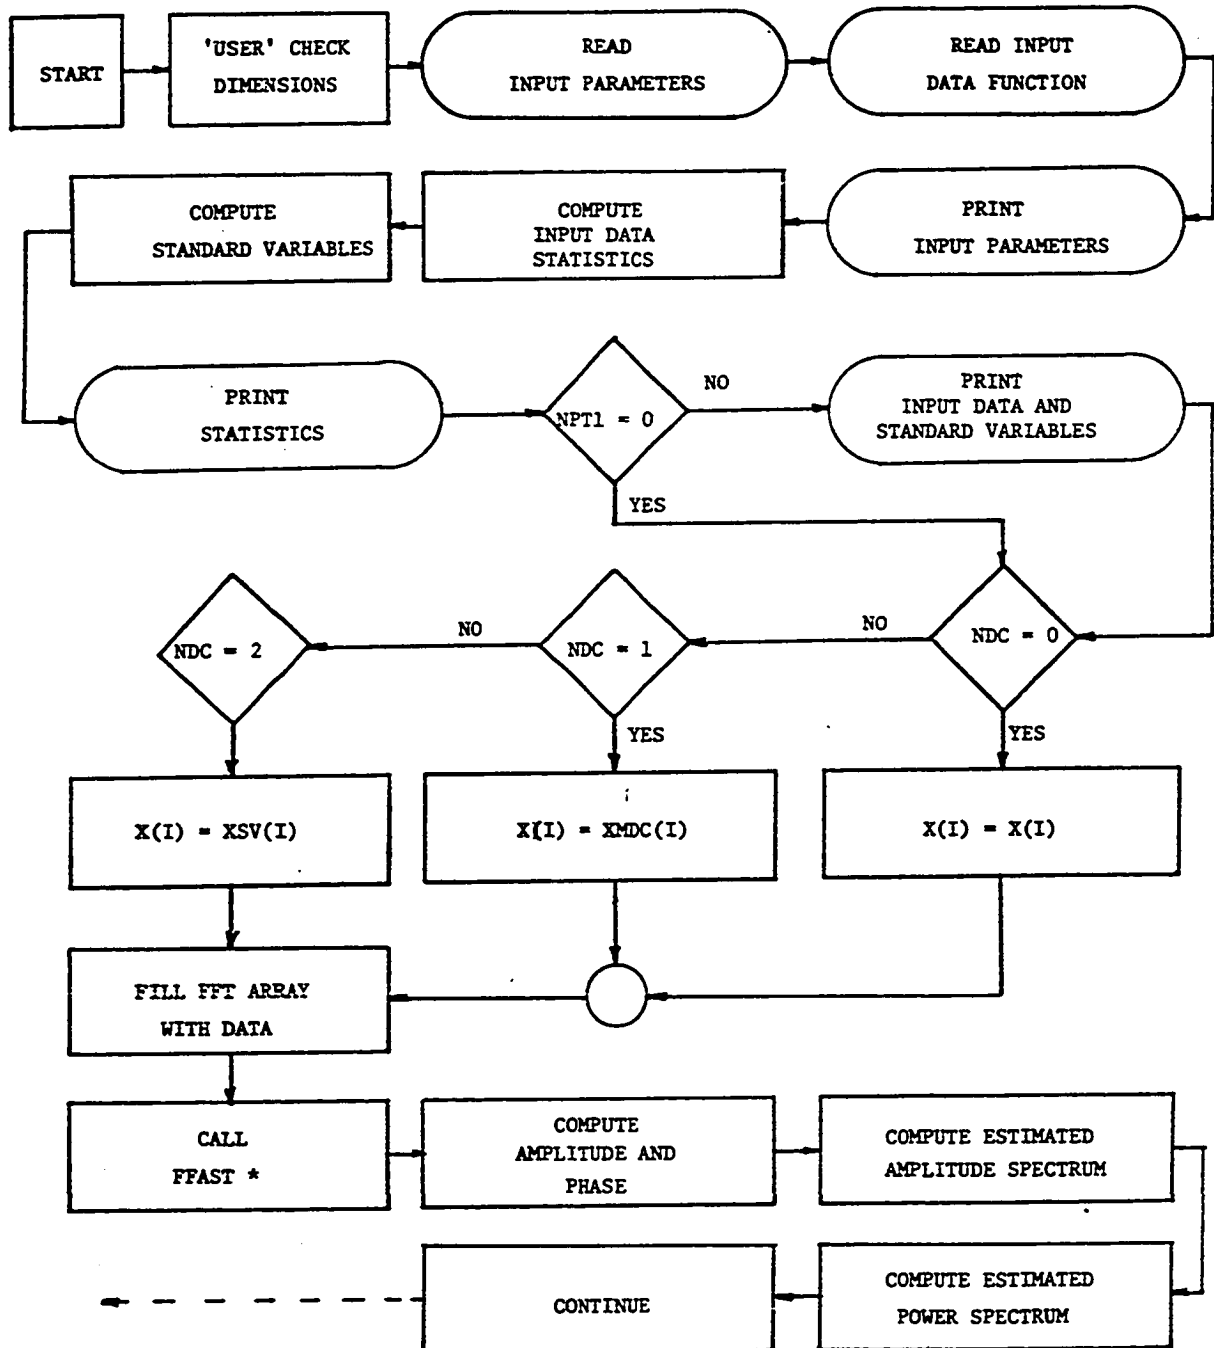 START
'USER' CHECK
DIMENSIONS
READ
INPUT PARAMETERS
READ INPUT
DATA FUNCTION
COMPUTE
STANDARD VARIABLES
COMPUTE
INPUT DATA
STATISTICS
PRINT
INPUT PARAMETERS
PRINT
STATISTICS
NPT1 = 0
NO
PRINT
INPUT DATA AND
STANDARD VARIABLES
YES
NDC = 2
NO
NDC = 1
NO
NDC = 0
YES
YES
X(I) = XSV(I)
X(I) = XMDC(I)
X(I) = X(I)
FILL FFT ARRAY
WITH DATA
CALL
FFAST *
COMPUTE
AMPLITUDE AND
PHASE
COMPUTE ESTIMATED
AMPLITUDE SPECTRUM
CONTINUE
COMPUTE ESTIMATED
POWER SPECTRUM